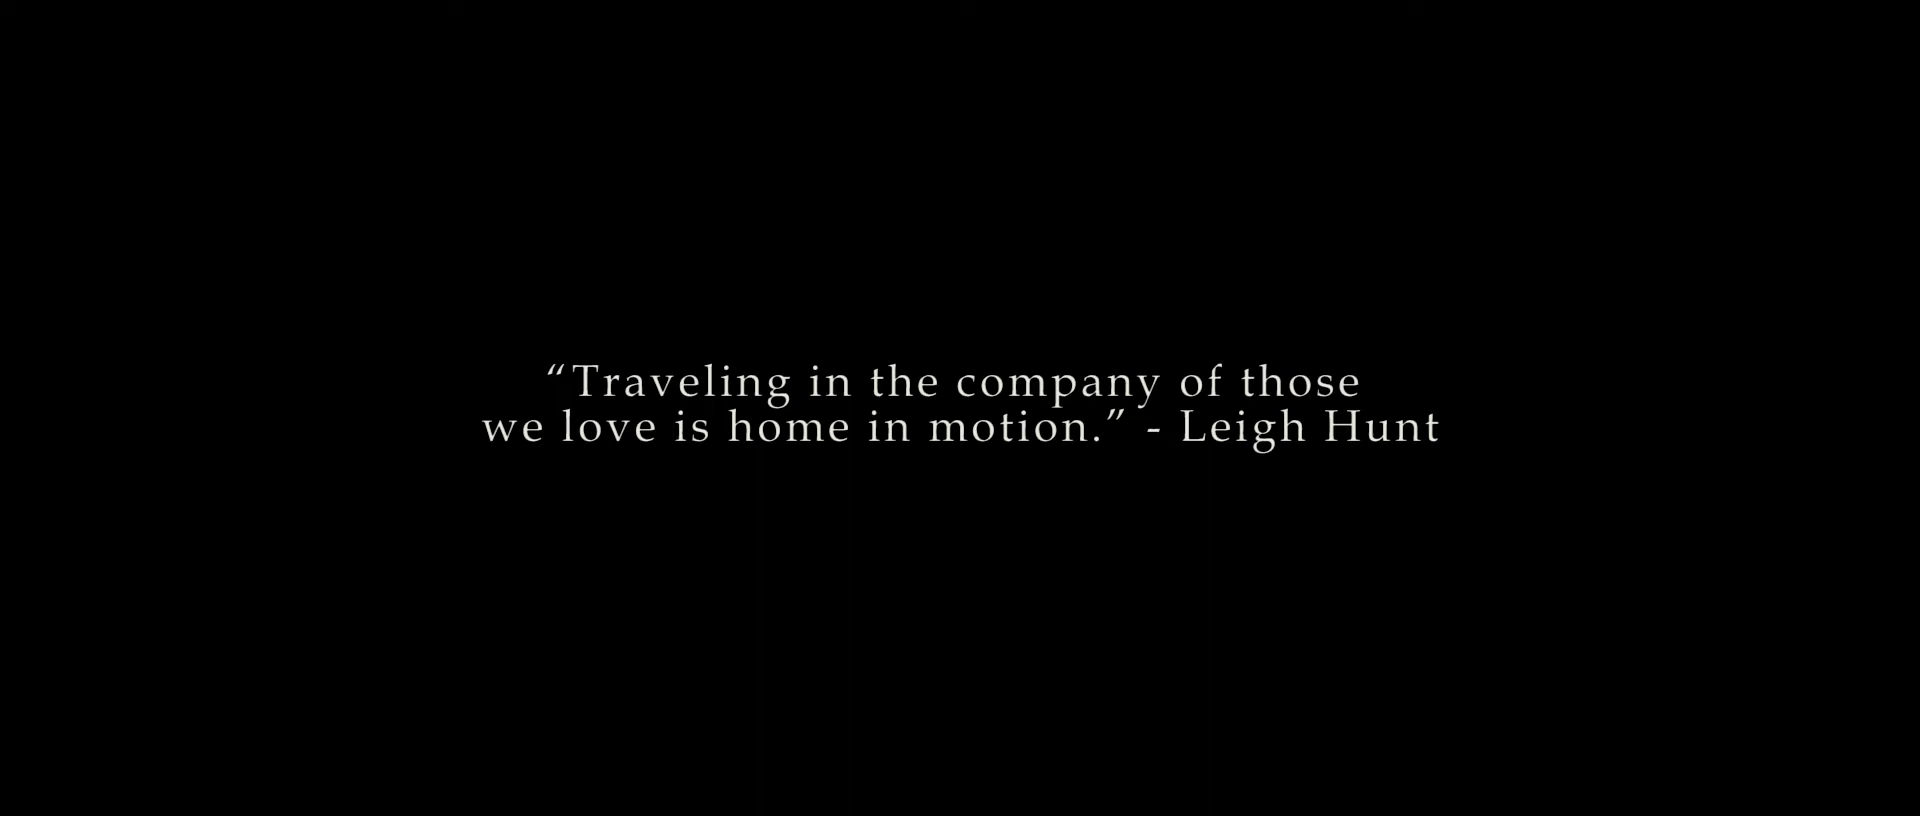 “Traveling in the company of those
we love is home in motion.” - Leigh Hunt